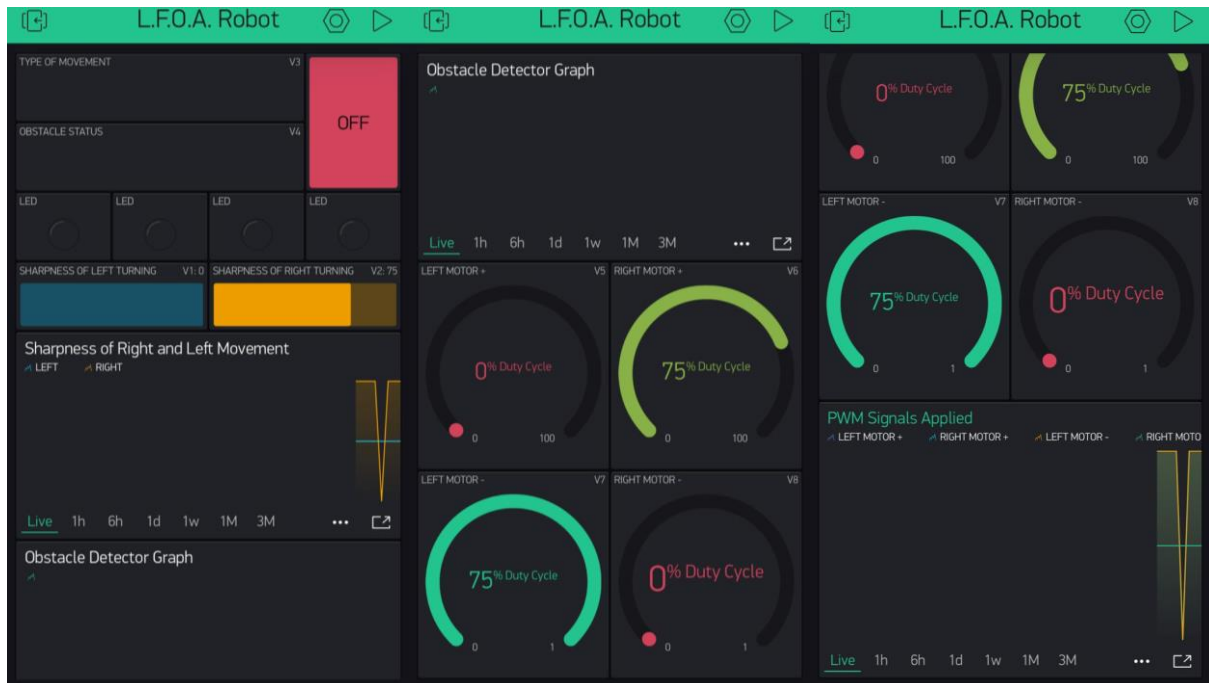 L.F.O.A. Robot
TYPE OF MOVEMENT V3
OFF
OBSTACLE STATUS V4
LED LED LED LED
SHARPNESS OF LEFT TURNING V1: 0 SHARPNESS OF RIGHT TURNING V2: 75
Sharpness of Right and Left Movement
LEFT RIGHT
Live 1h 6h 1d 1w 1M 3M
Obstacle Detector Graph
L.F.O.A. Robot
Obstacle Detector Graph
Live 1h 6h 1d 1w 1M 3M
LEFT MOTOR + V5 RIGHT MOTOR + V6
0% Duty Cycle 75% Duty Cycle
0 100 0 100
LEFT MOTOR - V7 RIGHT MOTOR - V8
75% Duty Cycle 0% Duty Cycle
0 1 0 1
L.F.O.A. Robot
0% Duty Cycle 75% Duty Cycle
0 100 0 100
LEFT MOTOR - V7 RIGHT MOTOR - V8
75% Duty Cycle 0% Duty Cycle
0 1 0 1
PWM Signals Applied
LEFT MOTOR + RIGHT MOTOR + LEFT MOTOR - RIGHT MOTO
Live 1h 6h 1d 1w 1M 3M